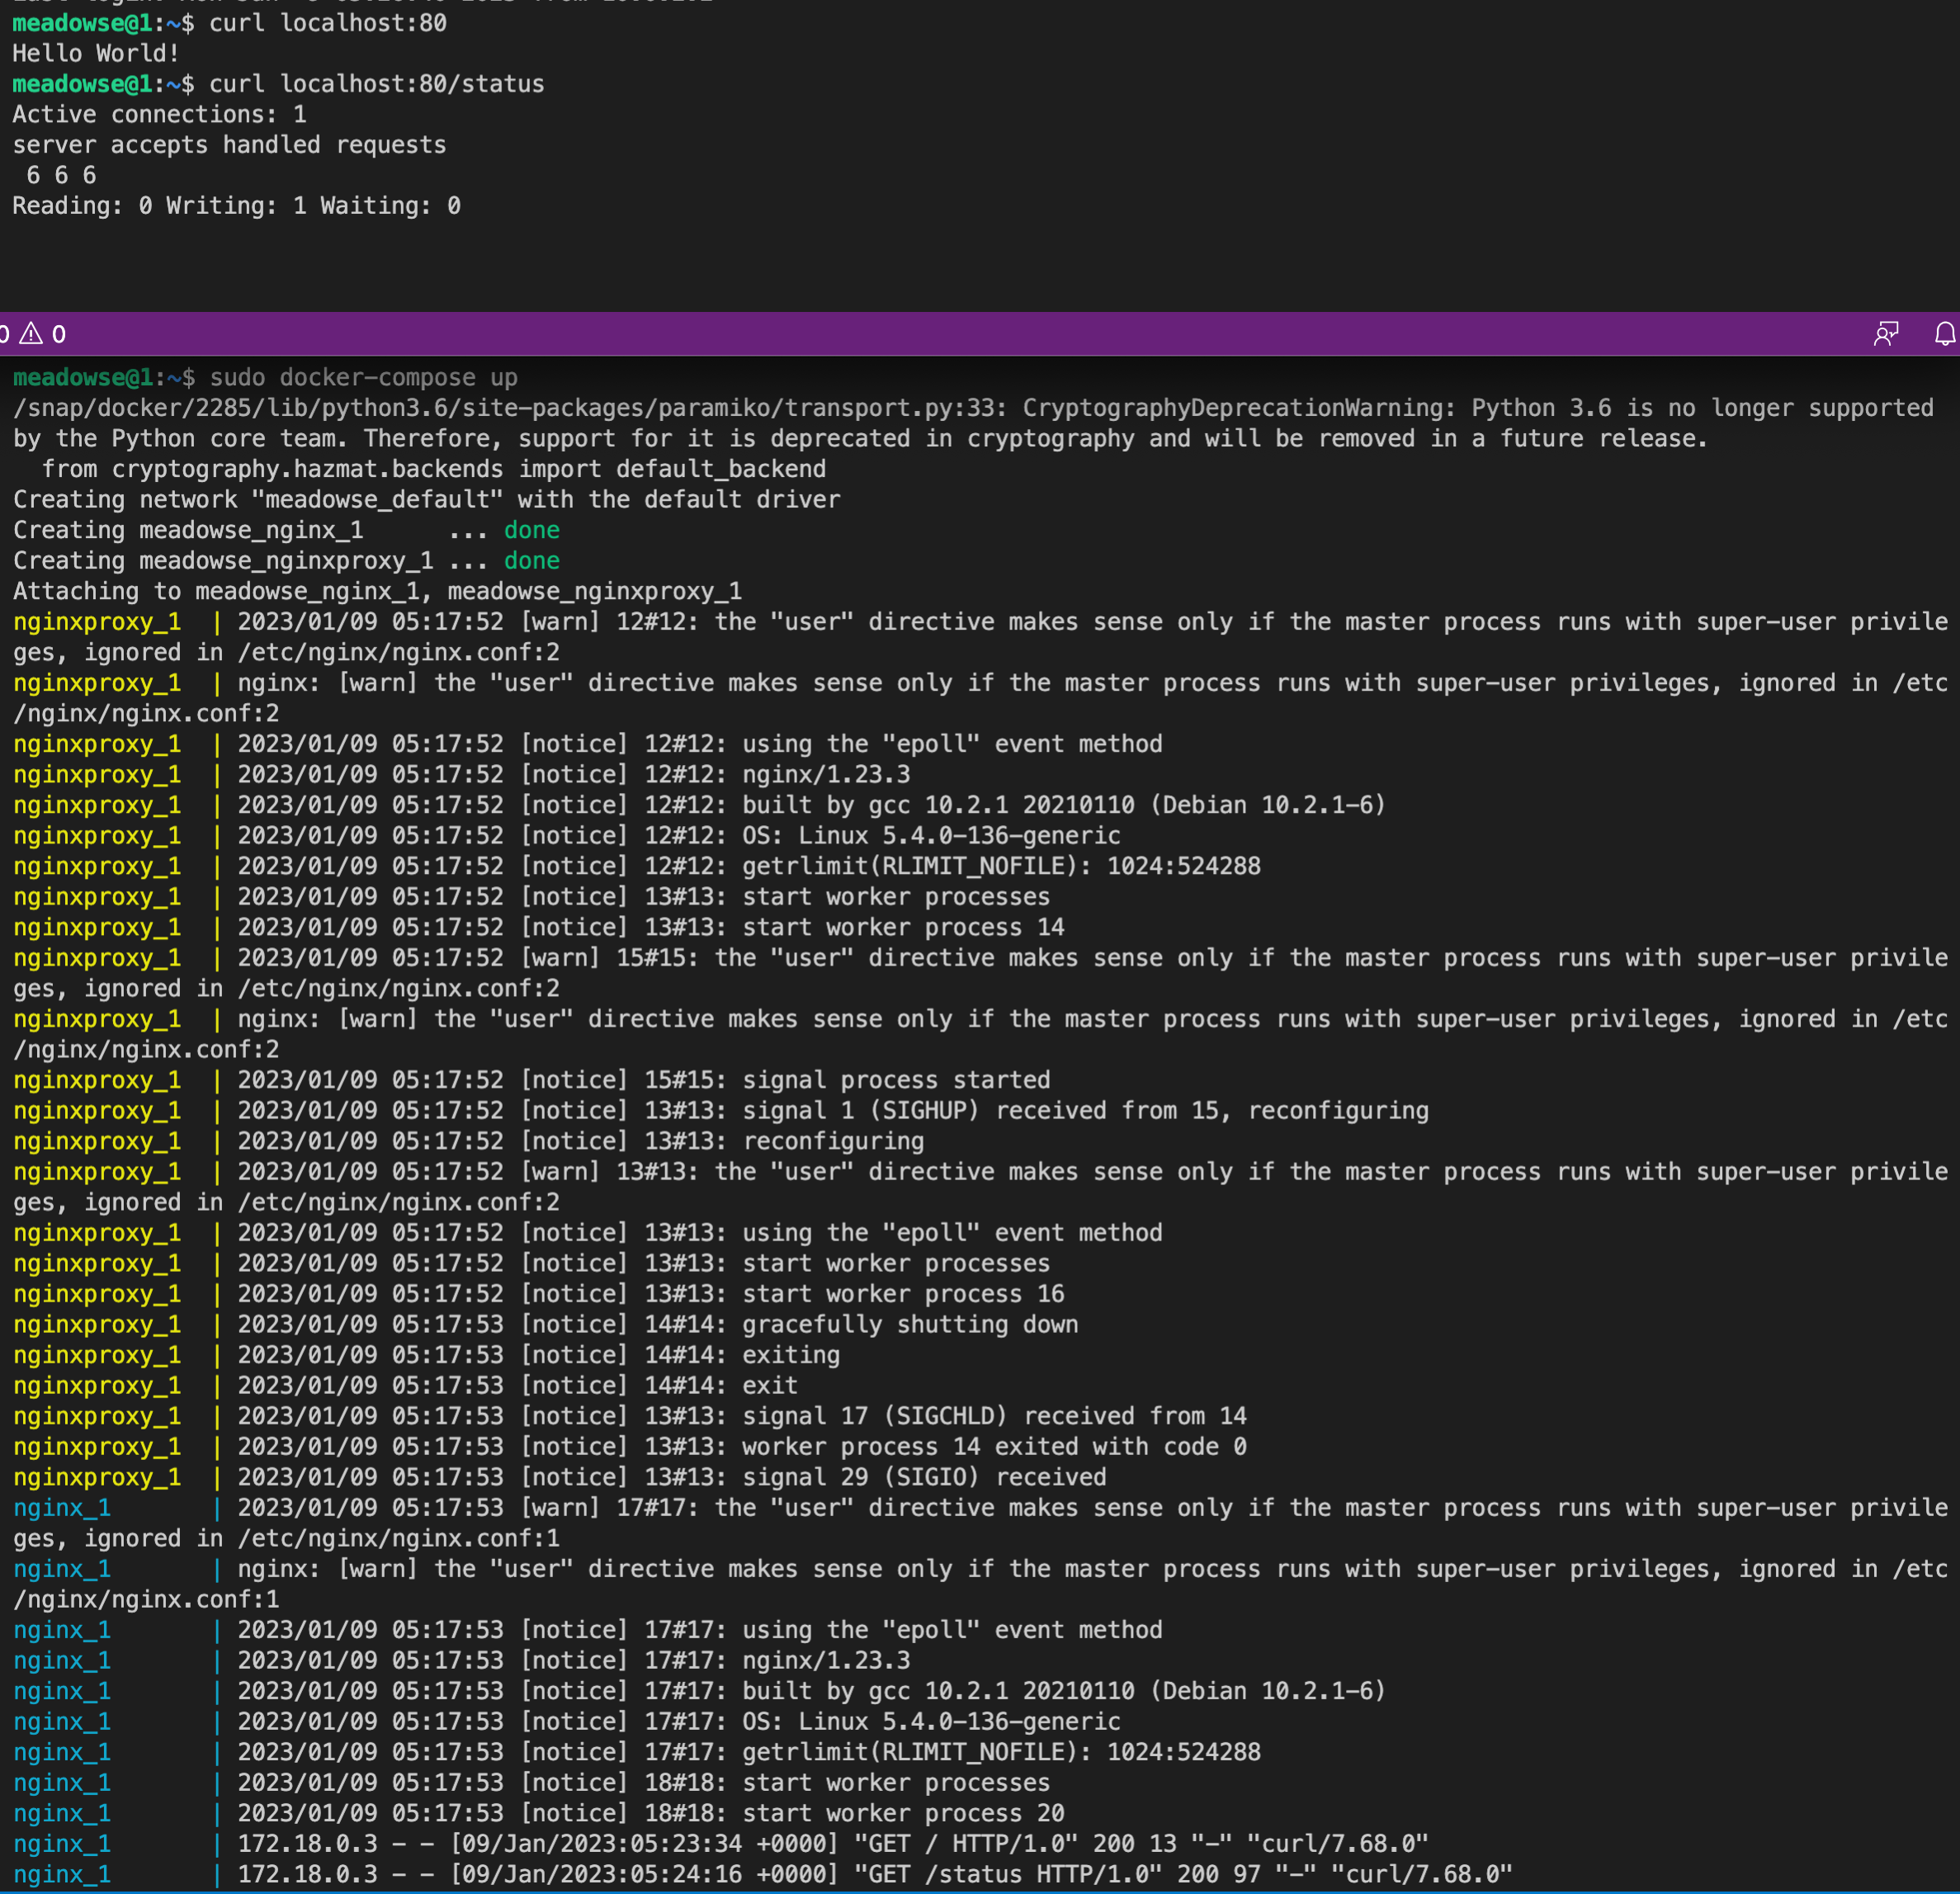 meadowse@1:~$ curl localhost:80
Hello World!
meadowse@1:~$ curl localhost:80/status
Active connections: 1
server accepts handled requests
 6 6 6
Reading: 0 Writing: 1 Waiting: 0
0 0
meadowse@1:~$ sudo docker-compose up
/snap/docker/2285/lib/python3.6/site-packages/paramiko/transport.py:33: CryptographyDeprecationWarning: Python 3.6 is no longer supported
by the Python core team. Therefore, support for it is deprecated in cryptography and will be removed in a future release.
  from cryptography.hazmat.backends import default_backend
Creating network "meadowse_default" with the default driver
Creating meadowse_nginx_1      ... done
Creating meadowse_nginxproxy_1 ... done
Attaching to meadowse_nginx_1, meadowse_nginxproxy_1
nginxproxy_1  | 2023/01/09 05:17:52 [warn] 12#12: the "user" directive makes sense only if the master process runs with super-user privile
ges, ignored in /etc/nginx/nginx.conf:2
nginxproxy_1  | nginx: [warn] the "user" directive makes sense only if the master process runs with super-user privileges, ignored in /etc
/nginx/nginx.conf:2
nginxproxy_1  | 2023/01/09 05:17:52 [notice] 12#12: using the "epoll" event method
nginxproxy_1  | 2023/01/09 05:17:52 [notice] 12#12: nginx/1.23.3
nginxproxy_1  | 2023/01/09 05:17:52 [notice] 12#12: built by gcc 10.2.1 20210110 (Debian 10.2.1-6)
nginxproxy_1  | 2023/01/09 05:17:52 [notice] 12#12: OS: Linux 5.4.0-136-generic
nginxproxy_1  | 2023/01/09 05:17:52 [notice] 12#12: getrlimit(RLIMIT_NOFILE): 1024:524288
nginxproxy_1  | 2023/01/09 05:17:52 [notice] 13#13: start worker processes
nginxproxy_1  | 2023/01/09 05:17:52 [notice] 13#13: start worker process 14
nginxproxy_1  | 2023/01/09 05:17:52 [warn] 15#15: the "user" directive makes sense only if the master process runs with super-user privile
ges, ignored in /etc/nginx/nginx.conf:2
nginxproxy_1  | nginx: [warn] the "user" directive makes sense only if the master process runs with super-user privileges, ignored in /etc
/nginx/nginx.conf:2
nginxproxy_1  | 2023/01/09 05:17:52 [notice] 15#15: signal process started
nginxproxy_1  | 2023/01/09 05:17:52 [notice] 13#13: signal 1 (SIGHUP) received from 15, reconfiguring
nginxproxy_1  | 2023/01/09 05:17:52 [notice] 13#13: reconfiguring
nginxproxy_1  | 2023/01/09 05:17:52 [warn] 13#13: the "user" directive makes sense only if the master process runs with super-user privile
ges, ignored in /etc/nginx/nginx.conf:2
nginxproxy_1  | 2023/01/09 05:17:52 [notice] 13#13: using the "epoll" event method
nginxproxy_1  | 2023/01/09 05:17:52 [notice] 13#13: start worker processes
nginxproxy_1  | 2023/01/09 05:17:52 [notice] 13#13: start worker process 16
nginxproxy_1  | 2023/01/09 05:17:53 [notice] 14#14: gracefully shutting down
nginxproxy_1  | 2023/01/09 05:17:53 [notice] 14#14: exiting
nginxproxy_1  | 2023/01/09 05:17:53 [notice] 14#14: exit
nginxproxy_1  | 2023/01/09 05:17:53 [notice] 13#13: signal 17 (SIGCHLD) received from 14
nginxproxy_1  | 2023/01/09 05:17:53 [notice] 13#13: worker process 14 exited with code 0
nginxproxy_1  | 2023/01/09 05:17:53 [notice] 13#13: signal 29 (SIGIO) received
nginx_1       | 2023/01/09 05:17:53 [warn] 17#17: the "user" directive makes sense only if the master process runs with super-user privile
ges, ignored in /etc/nginx/nginx.conf:1
nginx_1       | nginx: [warn] the "user" directive makes sense only if the master process runs with super-user privileges, ignored in /etc
/nginx/nginx.conf:1
nginx_1       | 2023/01/09 05:17:53 [notice] 17#17: using the "epoll" event method
nginx_1       | 2023/01/09 05:17:53 [notice] 17#17: nginx/1.23.3
nginx_1       | 2023/01/09 05:17:53 [notice] 17#17: built by gcc 10.2.1 20210110 (Debian 10.2.1-6)
nginx_1       | 2023/01/09 05:17:53 [notice] 17#17: OS: Linux 5.4.0-136-generic
nginx_1       | 2023/01/09 05:17:53 [notice] 17#17: getrlimit(RLIMIT_NOFILE): 1024:524288
nginx_1       | 2023/01/09 05:17:53 [notice] 18#18: start worker processes
nginx_1       | 2023/01/09 05:17:53 [notice] 18#18: start worker process 20
nginx_1       | 172.18.0.3 - - [09/Jan/2023:05:23:34 +0000] "GET / HTTP/1.0" 200 13 "-" "curl/7.68.0"
nginx_1       | 172.18.0.3 - - [09/Jan/2023:05:24:16 +0000] "GET /status HTTP/1.0" 200 97 "-" "curl/7.68.0"